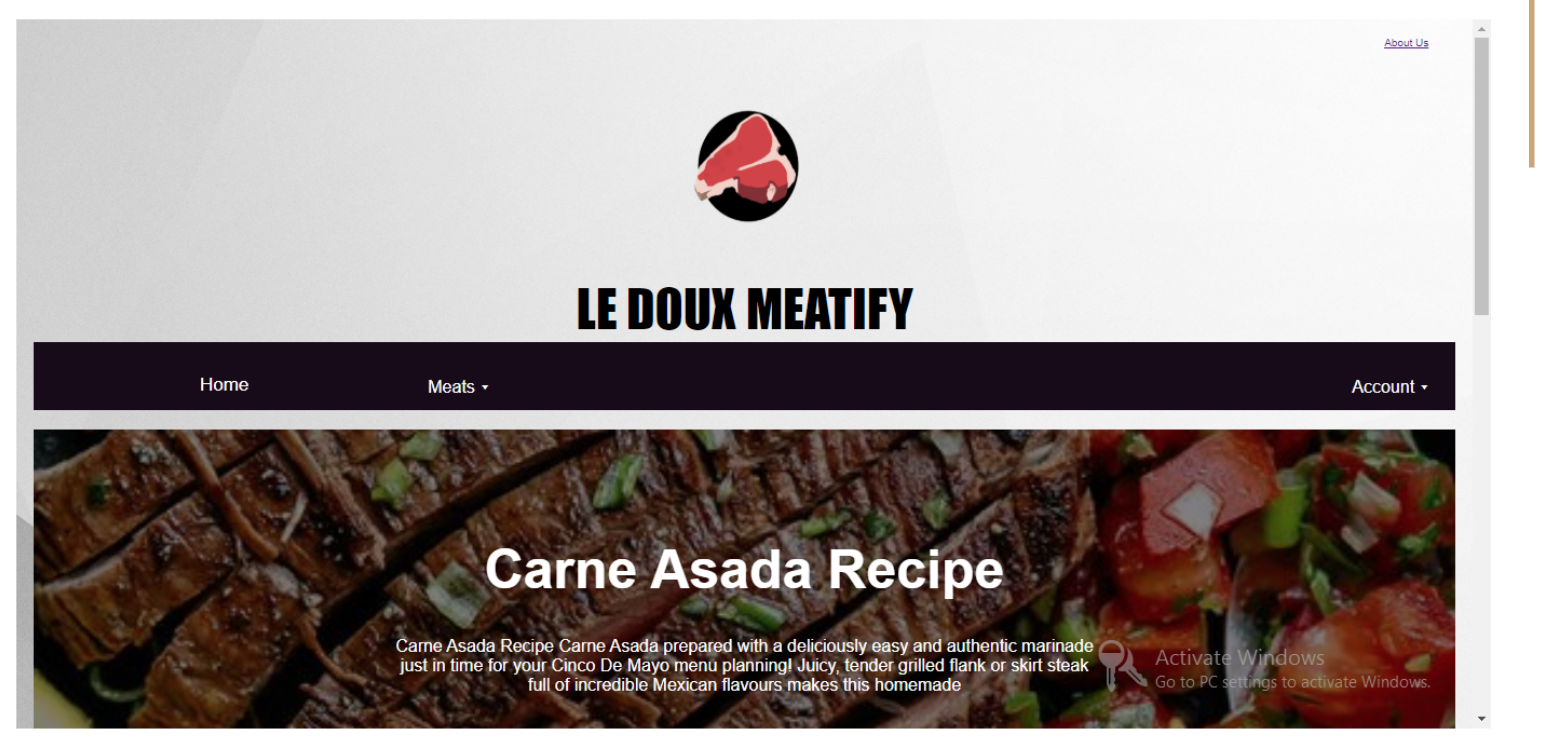 About Us
LE DOUX MEATIFY
Home
Meats
Account
Carne Asada Recipe
Carne Asada Recipe Carne Asada prepared with a deliciously easy and authentic marinade
just in time for your Cinco De Mayo menu planning! Juicy, tender grilled flank or skirt steak
full of incredible Mexican flavours makes this homemade
Activate Windows
Go to PC settings to activate Windows.